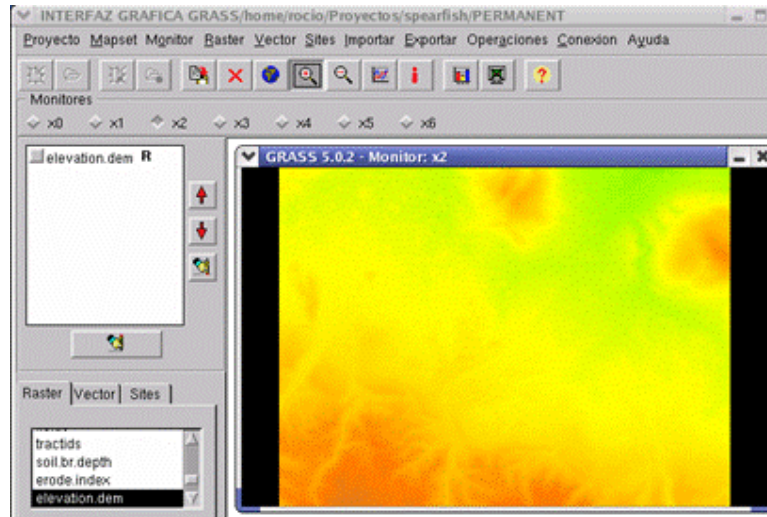 INTERFAZ GRAFICA GRASS/home/rocio/Proyectos/spearfish/PERMANENT
Proyecto Mapset Monitor Raster Vector Sites Importar Exportar Operaciones Conexion Ayuda
Monitores
x0 x1 x2 x3 x4 x5 x6
elevation.dem R
GRASS 5.0.2 - Monitor: x2
Raster Vector Sites
tractids
soil.br.depth
erode.index
elevation.dem